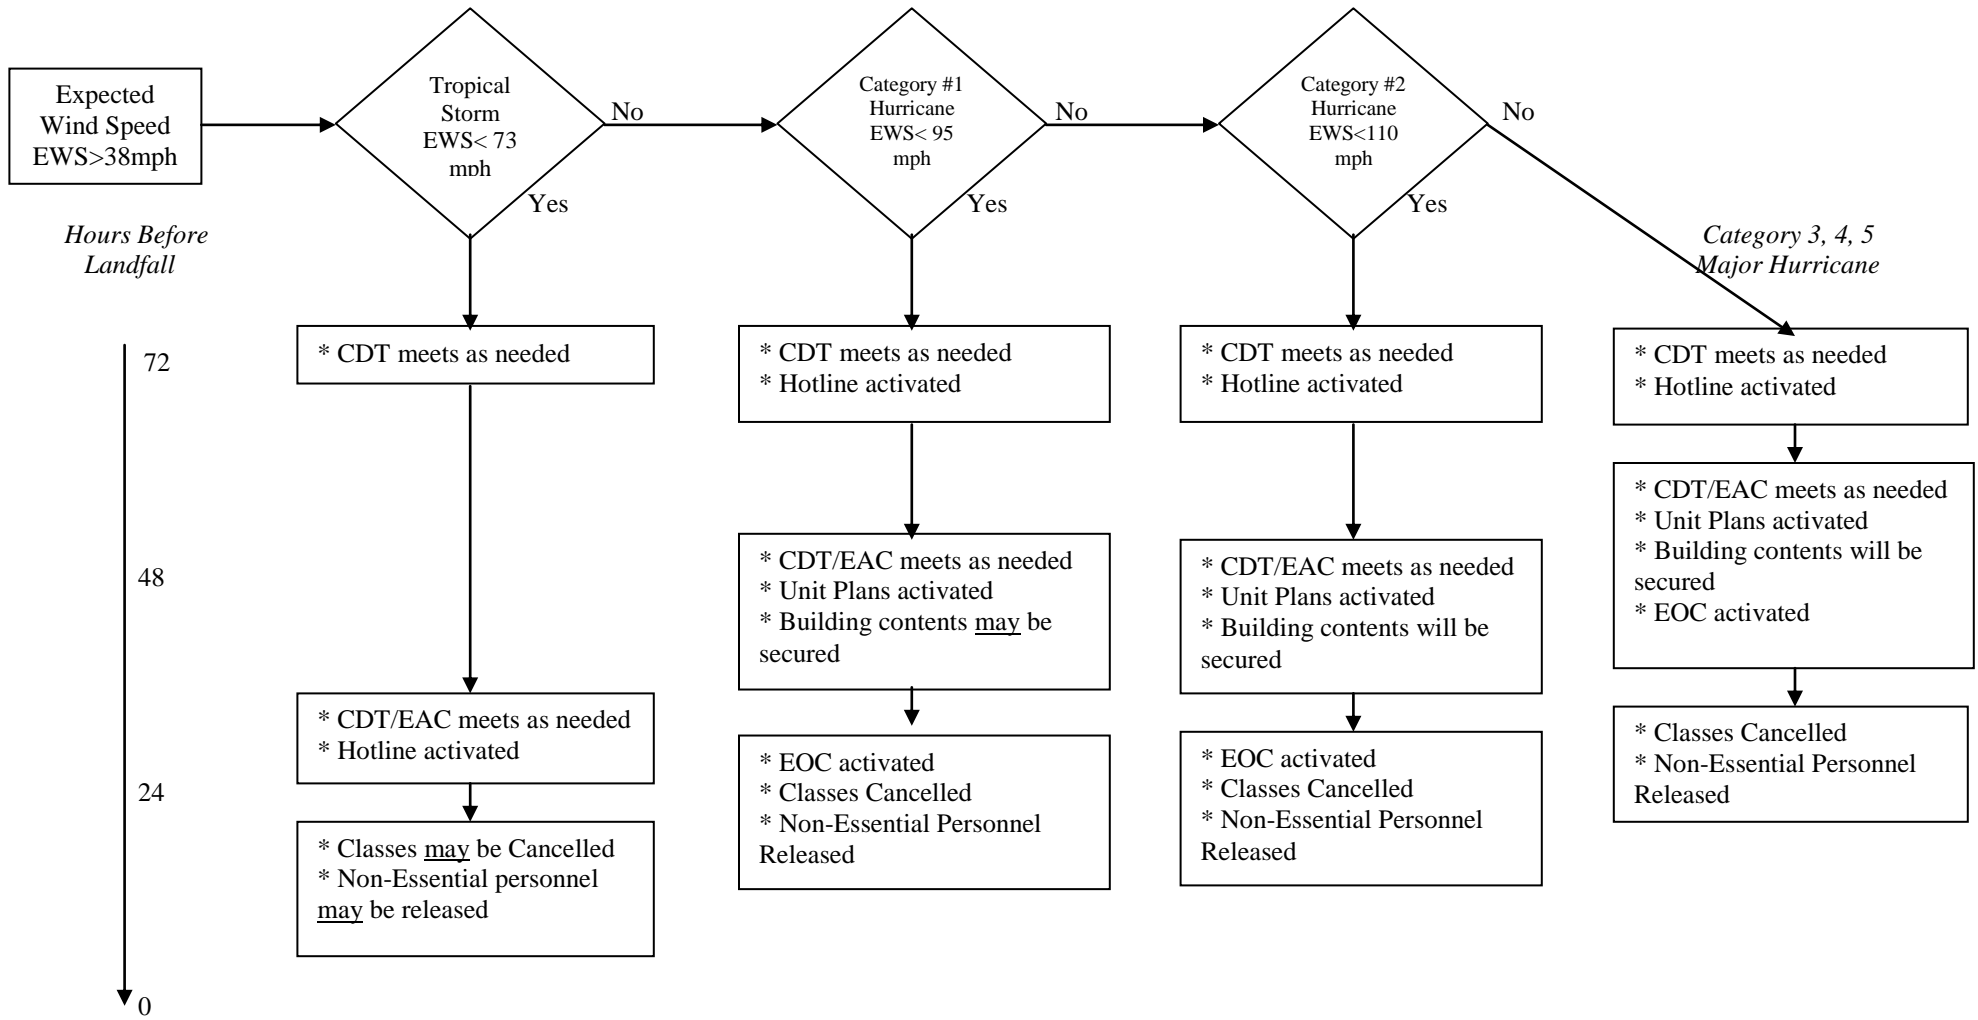 Expected
Wind Speed
EWS>38mph
Tropical
Storm
EWS< 73
mph
No
Yes
Category #1
Hurricane
EWS< 95
mph
No
Yes
Category #2
Hurricane
EWS<110
mph
No
Yes
Hours Before
Landfall
Category 3, 4, 5
Major Hurricane
72
48
24
0
* CDT meets as needed
* CDT/EAC meets as needed
* Hotline activated
* Classes may be Cancelled
* Non-Essential personnel
may be released
* CDT meets as needed
* Hotline activated
* CDT/EAC meets as needed
* Unit Plans activated
* Building contents may be
secured
* EOC activated
* Classes Cancelled
* Non-Essential Personnel
Released
* CDT meets as needed
* Hotline activated
* CDT/EAC meets as needed
* Unit Plans activated
* Building contents will be
secured
* EOC activated
* Classes Cancelled
* Non-Essential Personnel
Released
* CDT meets as needed
* Hotline activated
* CDT/EAC meets as needed
* Unit Plans activated
* Building contents will be
secured
* EOC activated
* Classes Cancelled
* Non-Essential Personnel
Released